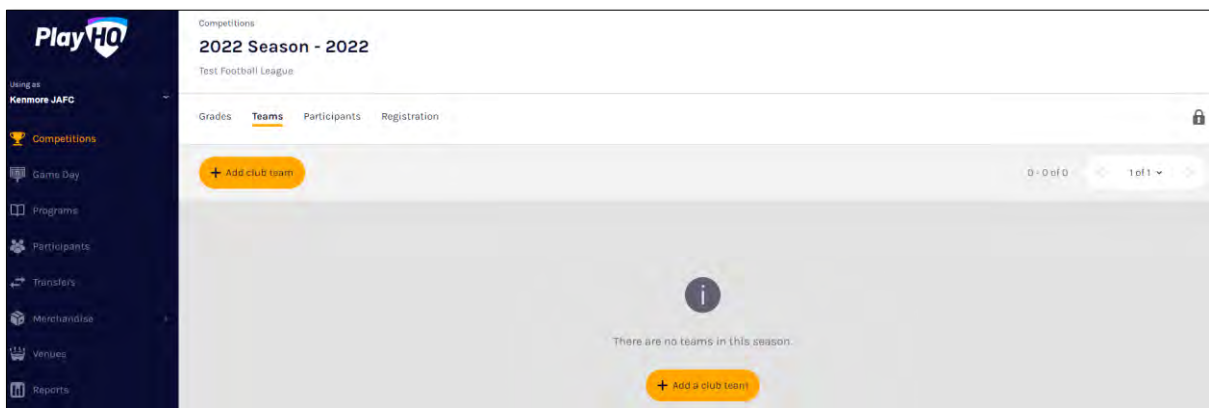 PlayHQ
Using as
Kenmore JAFC
Competitions
Game Day
Programs
Participants
Transfers
Merchandise
Venues
Reports
Competitions
2022 Season - 2022
Test Football League
Grades Teams Participants Registration
+ Add club team
0 - 0 of 0
1 of 1
i
There are no teams in this season
+ Add a club team